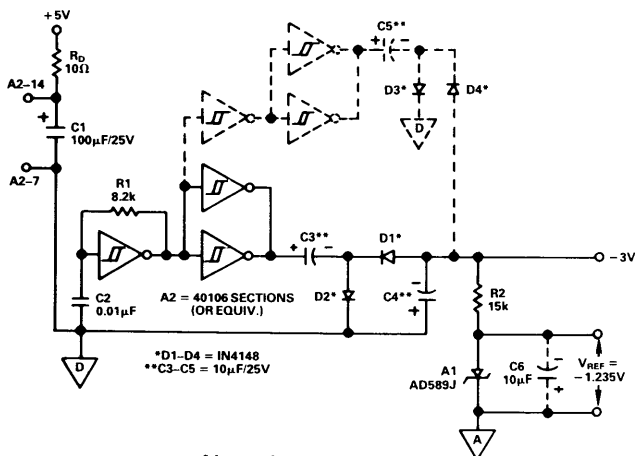 +5V
RD
10Ω
A2-14
+
C1
100µF/25V
A2-7
R1
8.2k
C2
0.01µF
D
A2 = 40106 SECTIONS
(OR EQUIV.)
*D1–D4 = IN4148
**C3–C5 = 10µF/25V
C5**
+ –
D3*
D4*
D
C3**
+ –
D1*
D2*
–
C4**
+
–3V
R2
15k
A1
AD589J
C6
10µF
–
+
VREF =
–1.235V
A